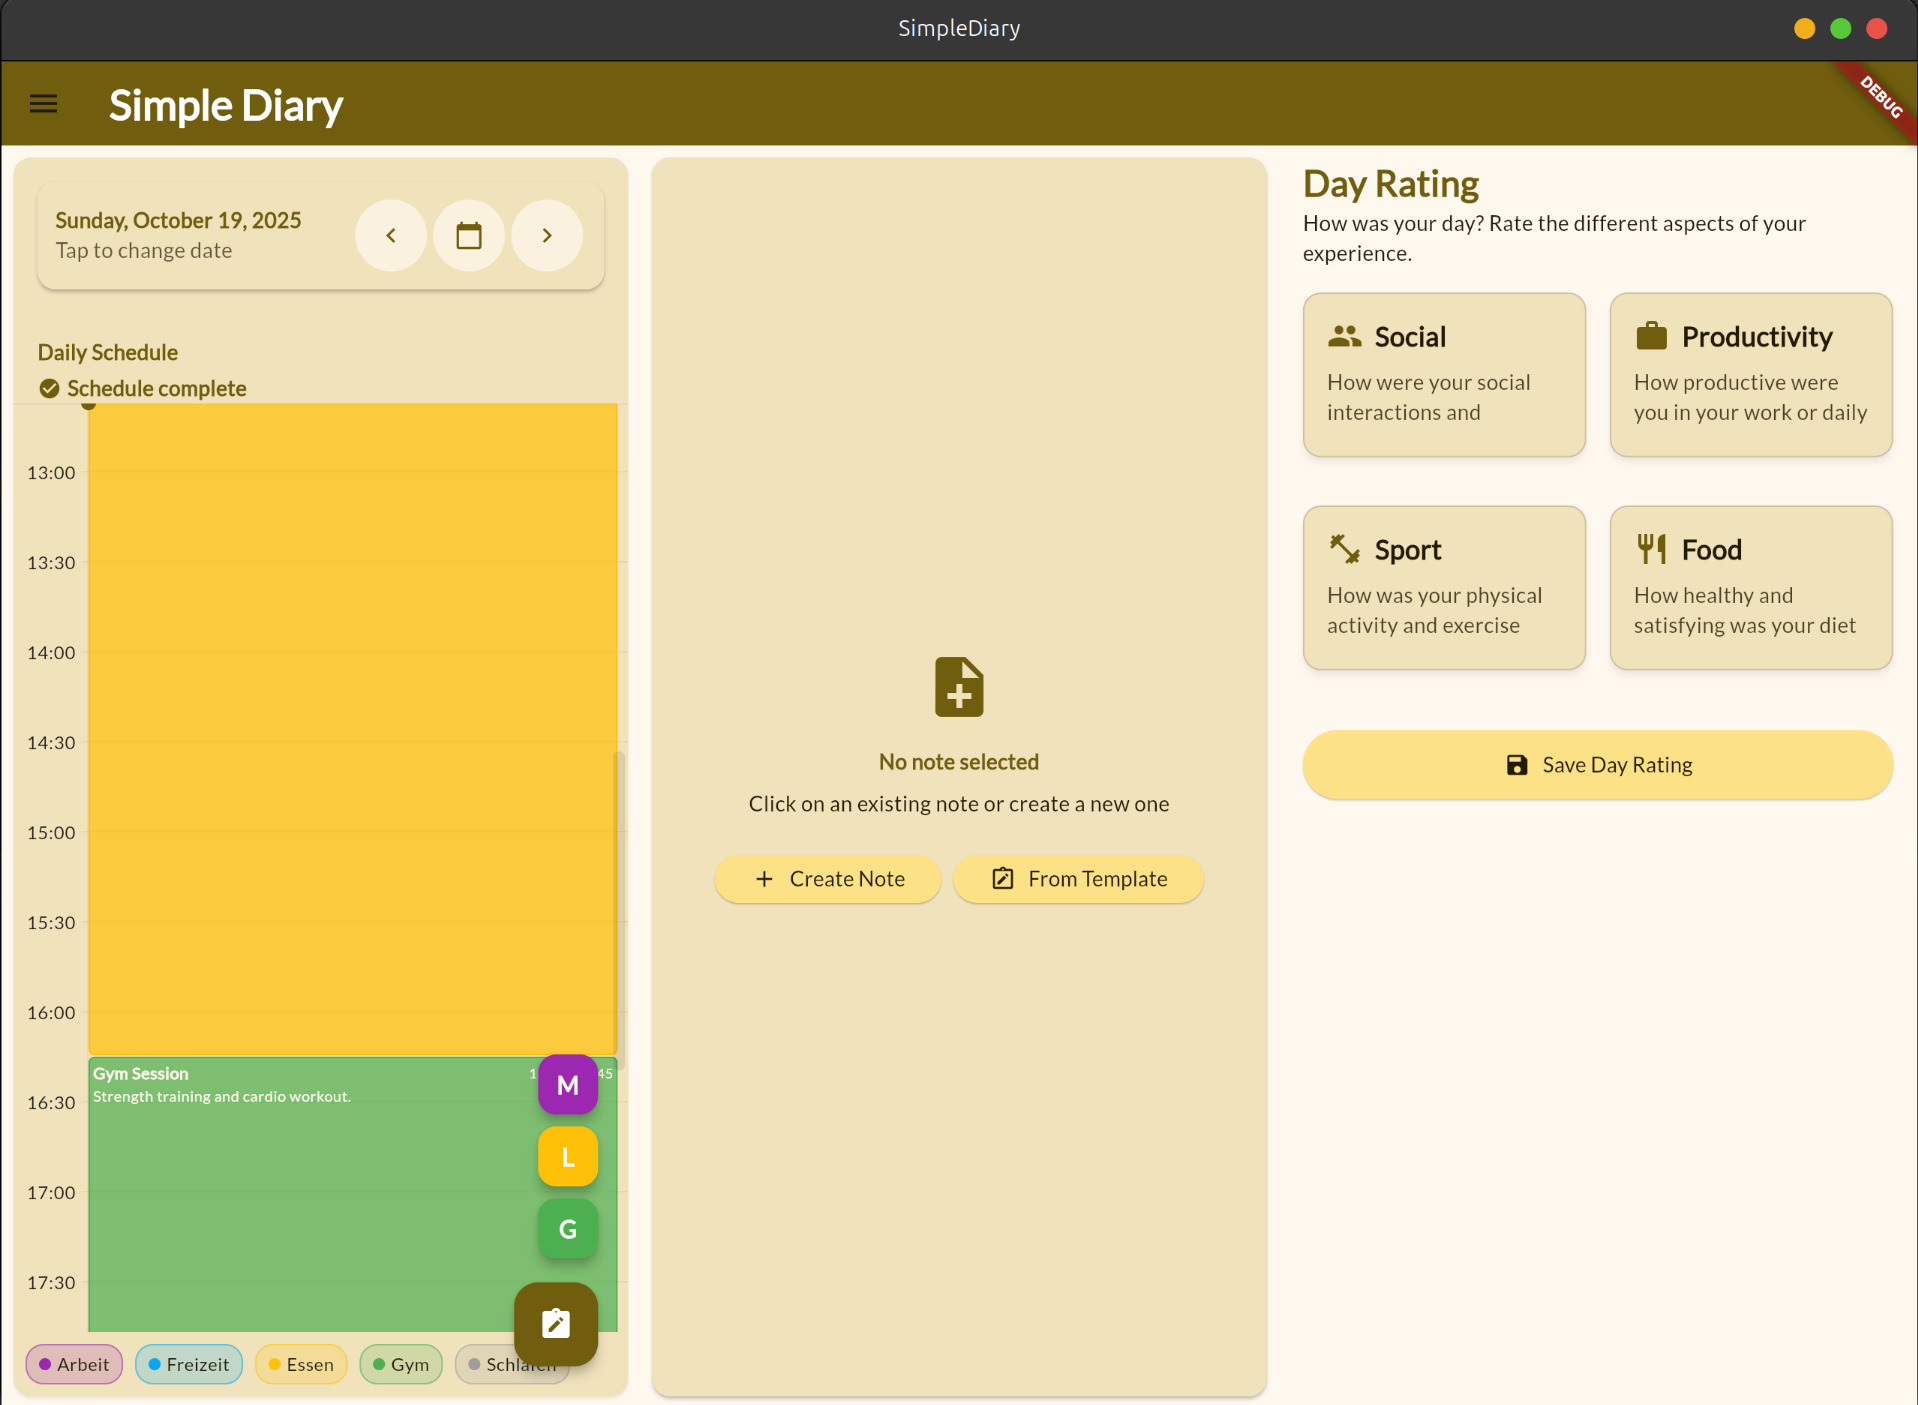 SimpleDiary
Simple Diary
DEBUG
Sunday, October 19, 2025
Tap to change date
Daily Schedule
Schedule complete
13:00
13:30
14:00
14:30
15:00
15:30
16:00
Gym Session
Strength training and cardio workout.
16:30
17:00
17:30
M
L
G
Arbeit
Freizeit
Essen
Gym
No note selected
Click on an existing note or create a new one
Create Note
From Template
Day Rating
How was your day? Rate the different aspects of your
experience.
Social
How were your social
interactions and
Productivity
How productive were
you in your work or daily
Sport
How was your physical
activity and exercise
Food
How healthy and
satisfying was your diet
Save Day Rating